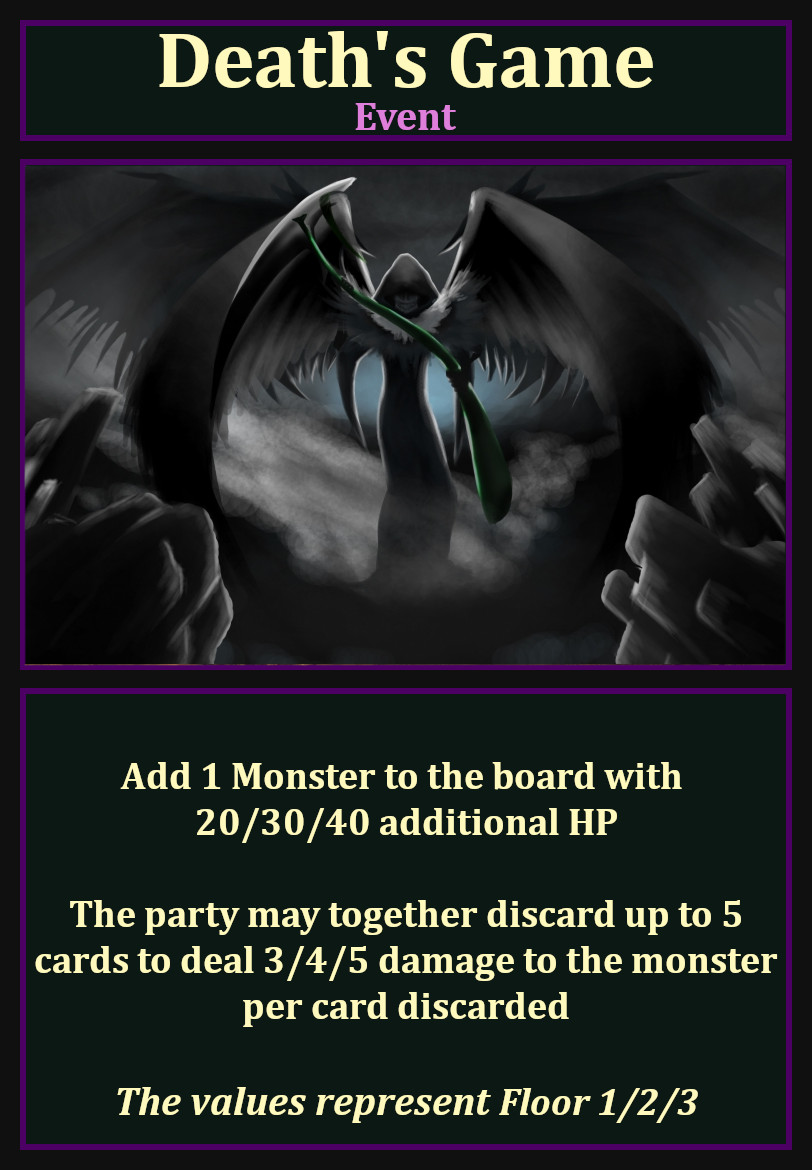 Death's Game
Event
Add 1 Monster to the board with
20/30/40 additional HP
The party may together discard up to 5
cards to deal 3/4/5 damage to the monster
per card discarded
The values represent Floor 1/2/3